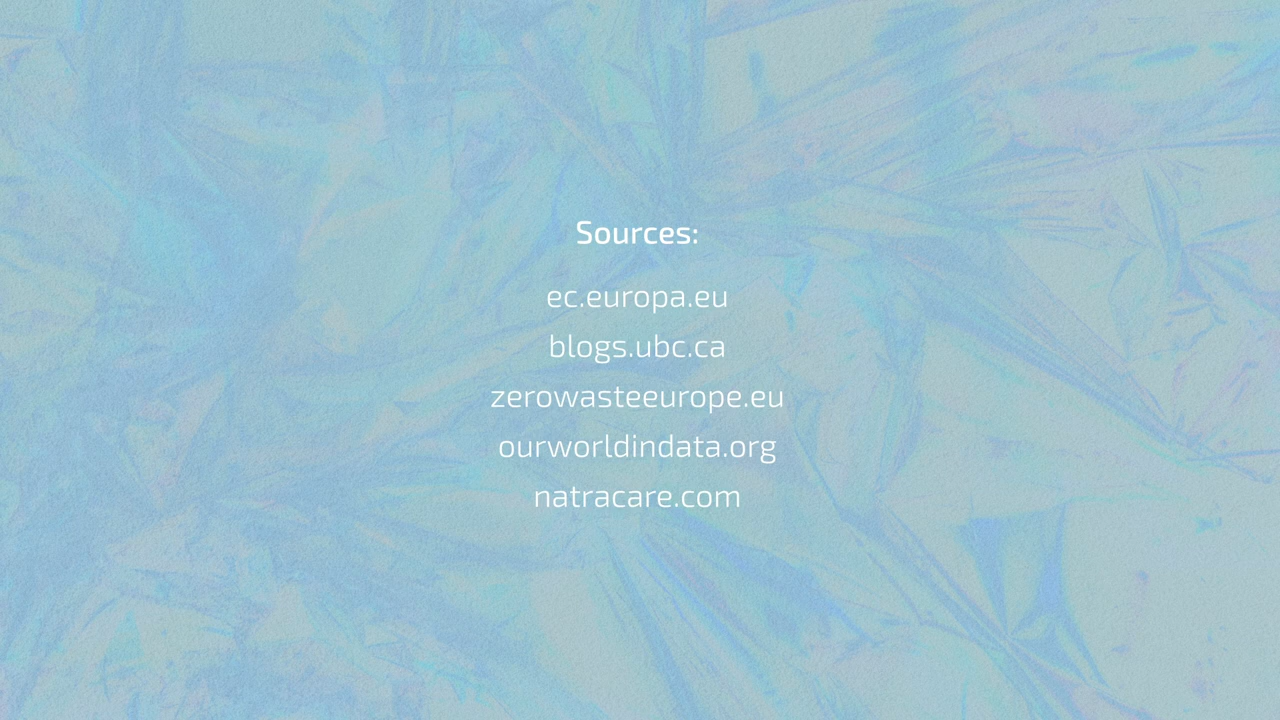 Sources:
ec.europa.eu
blogs.ubc.ca
zerowasteeurope.eu
ourworldindata.org
natracare.com